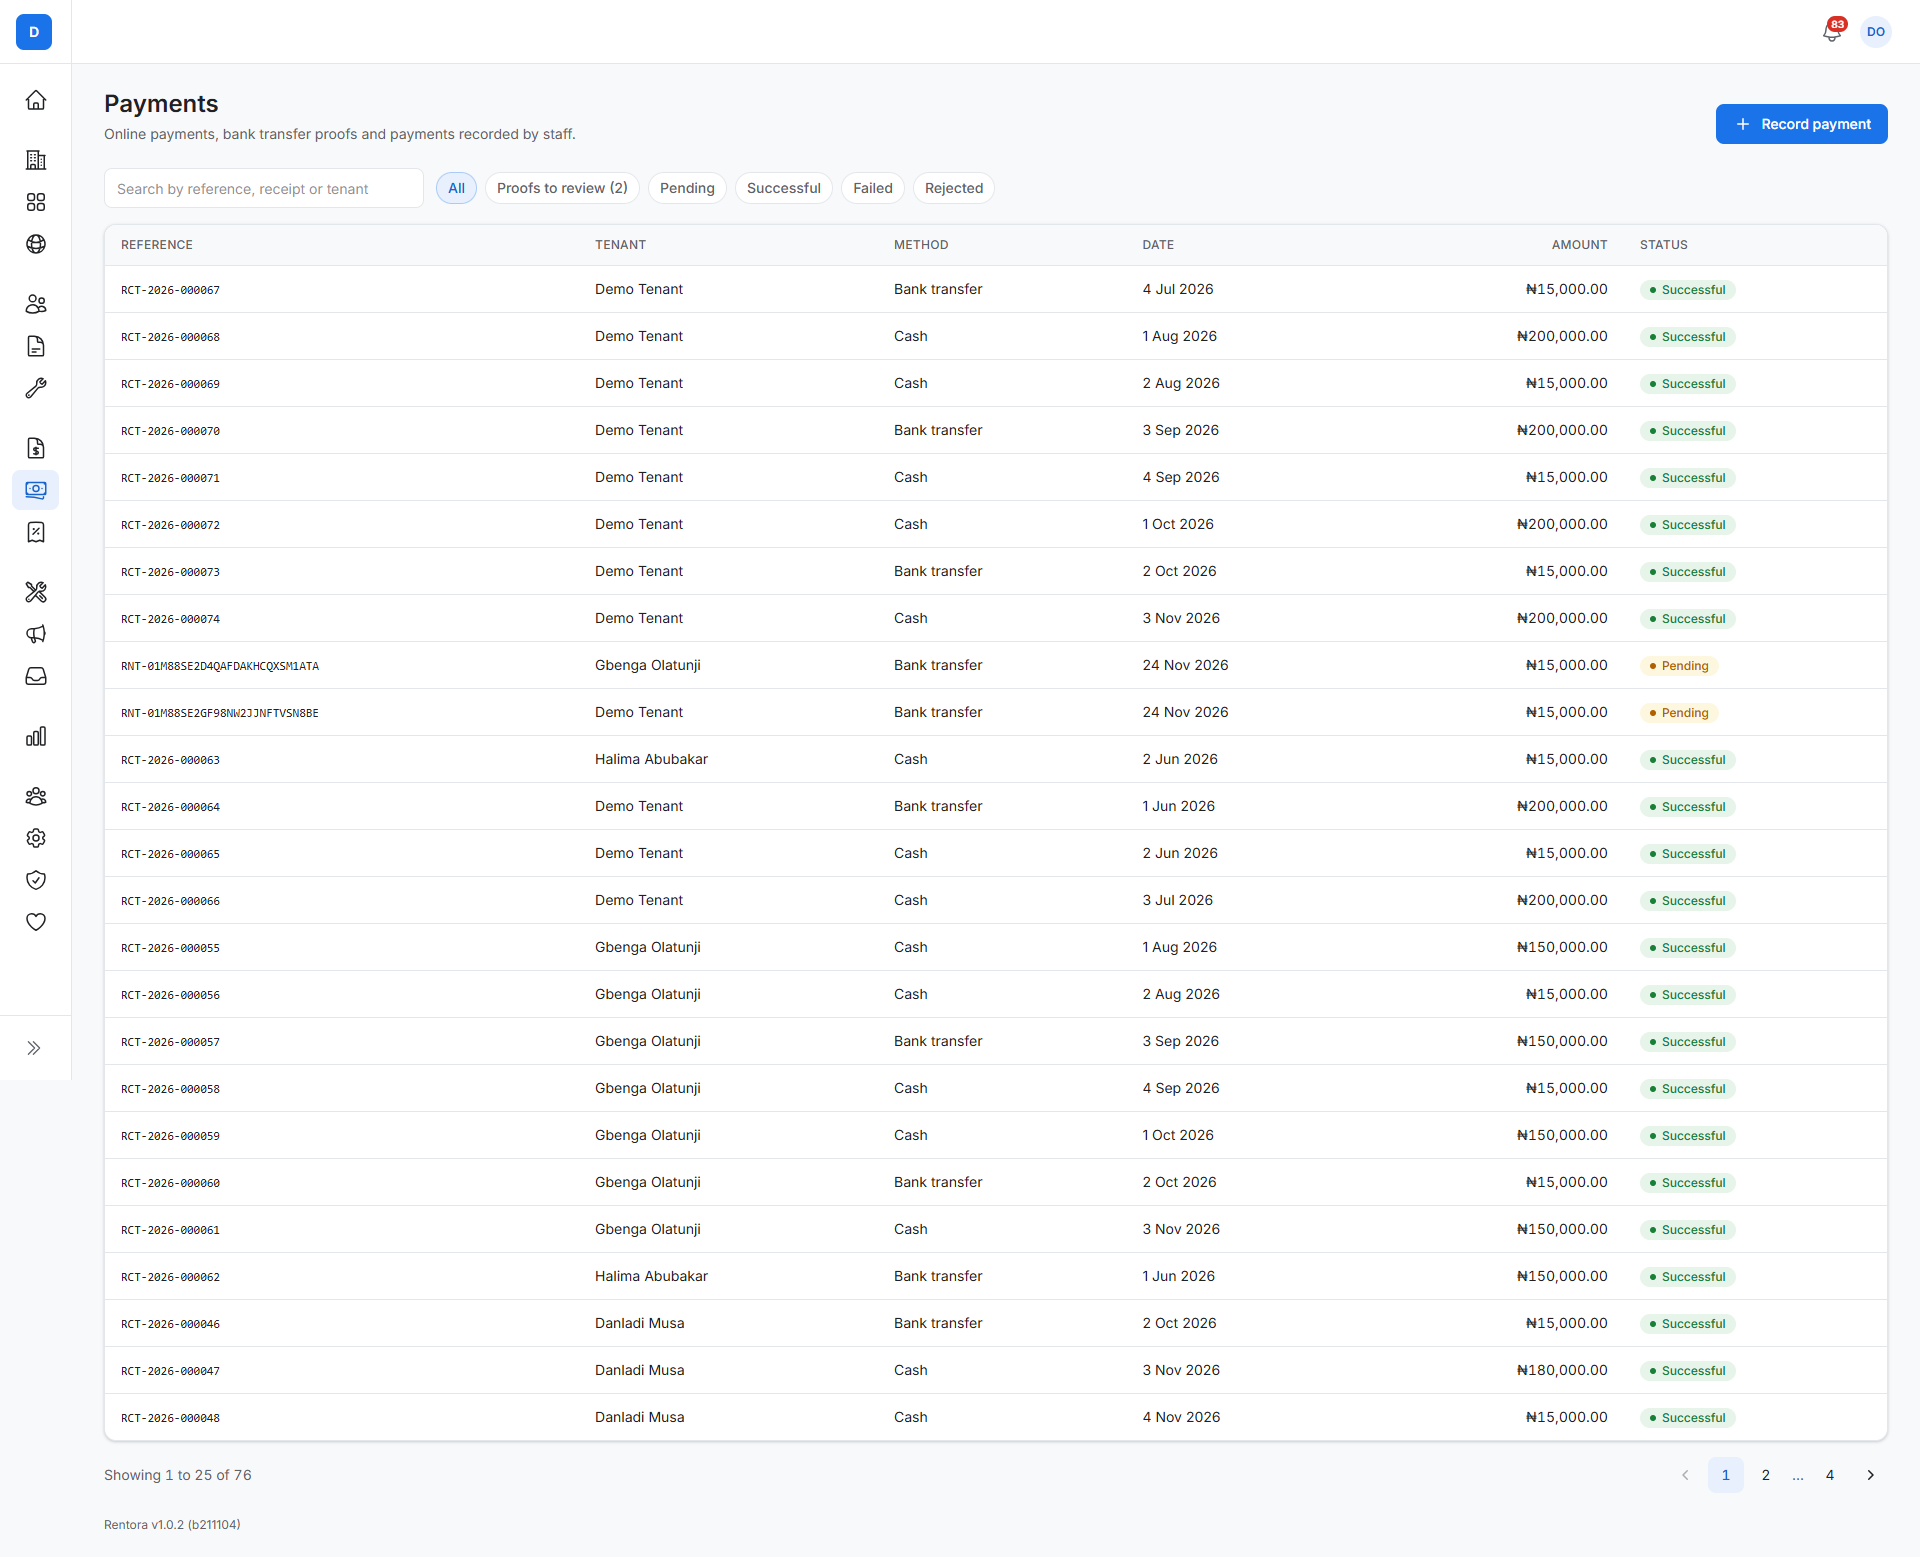 D
83
DO
Payments
Online payments, bank transfer proofs and payments recorded by staff.
+ Record payment
Search by reference, receipt or tenant
All Proofs to review (2) Pending Successful Failed Rejected
REFERENCE TENANT METHOD DATE AMOUNT STATUS
RCT-2026-000067 Demo Tenant Bank transfer 4 Jul 2026 ₦15,000.00 Successful
RCT-2026-000068 Demo Tenant Cash 1 Aug 2026 ₦200,000.00 Successful
RCT-2026-000069 Demo Tenant Cash 2 Aug 2026 ₦15,000.00 Successful
RCT-2026-000070 Demo Tenant Bank transfer 3 Sep 2026 ₦200,000.00 Successful
RCT-2026-000071 Demo Tenant Cash 4 Sep 2026 ₦15,000.00 Successful
RCT-2026-000072 Demo Tenant Cash 1 Oct 2026 ₦200,000.00 Successful
RCT-2026-000073 Demo Tenant Bank transfer 2 Oct 2026 ₦15,000.00 Successful
RCT-2026-000074 Demo Tenant Cash 3 Nov 2026 ₦200,000.00 Successful
RNT-01M88SE2D4QAFDAKHCQXSM1ATA Gbenga Olatunji Bank transfer 24 Nov 2026 ₦15,000.00 Pending
RNT-01M88SE2GF98NW2JJNFTVSN8BE Demo Tenant Bank transfer 24 Nov 2026 ₦15,000.00 Pending
RCT-2026-000063 Halima Abubakar Cash 2 Jun 2026 ₦15,000.00 Successful
RCT-2026-000064 Demo Tenant Bank transfer 1 Jun 2026 ₦200,000.00 Successful
RCT-2026-000065 Demo Tenant Cash 2 Jun 2026 ₦15,000.00 Successful
RCT-2026-000066 Demo Tenant Cash 3 Jul 2026 ₦200,000.00 Successful
RCT-2026-000055 Gbenga Olatunji Cash 1 Aug 2026 ₦150,000.00 Successful
RCT-2026-000056 Gbenga Olatunji Cash 2 Aug 2026 ₦15,000.00 Successful
RCT-2026-000057 Gbenga Olatunji Bank transfer 3 Sep 2026 ₦150,000.00 Successful
RCT-2026-000058 Gbenga Olatunji Cash 4 Sep 2026 ₦15,000.00 Successful
RCT-2026-000059 Gbenga Olatunji Cash 1 Oct 2026 ₦150,000.00 Successful
RCT-2026-000060 Gbenga Olatunji Bank transfer 2 Oct 2026 ₦15,000.00 Successful
RCT-2026-000061 Gbenga Olatunji Cash 3 Nov 2026 ₦150,000.00 Successful
RCT-2026-000062 Halima Abubakar Bank transfer 1 Jun 2026 ₦150,000.00 Successful
RCT-2026-000046 Danladi Musa Bank transfer 2 Oct 2026 ₦15,000.00 Successful
RCT-2026-000047 Danladi Musa Cash 3 Nov 2026 ₦180,000.00 Successful
RCT-2026-000048 Danladi Musa Cash 4 Nov 2026 ₦15,000.00 Successful
Showing 1 to 25 of 76
1 2 ... 4
Rentora v1.0.2 (b211104)